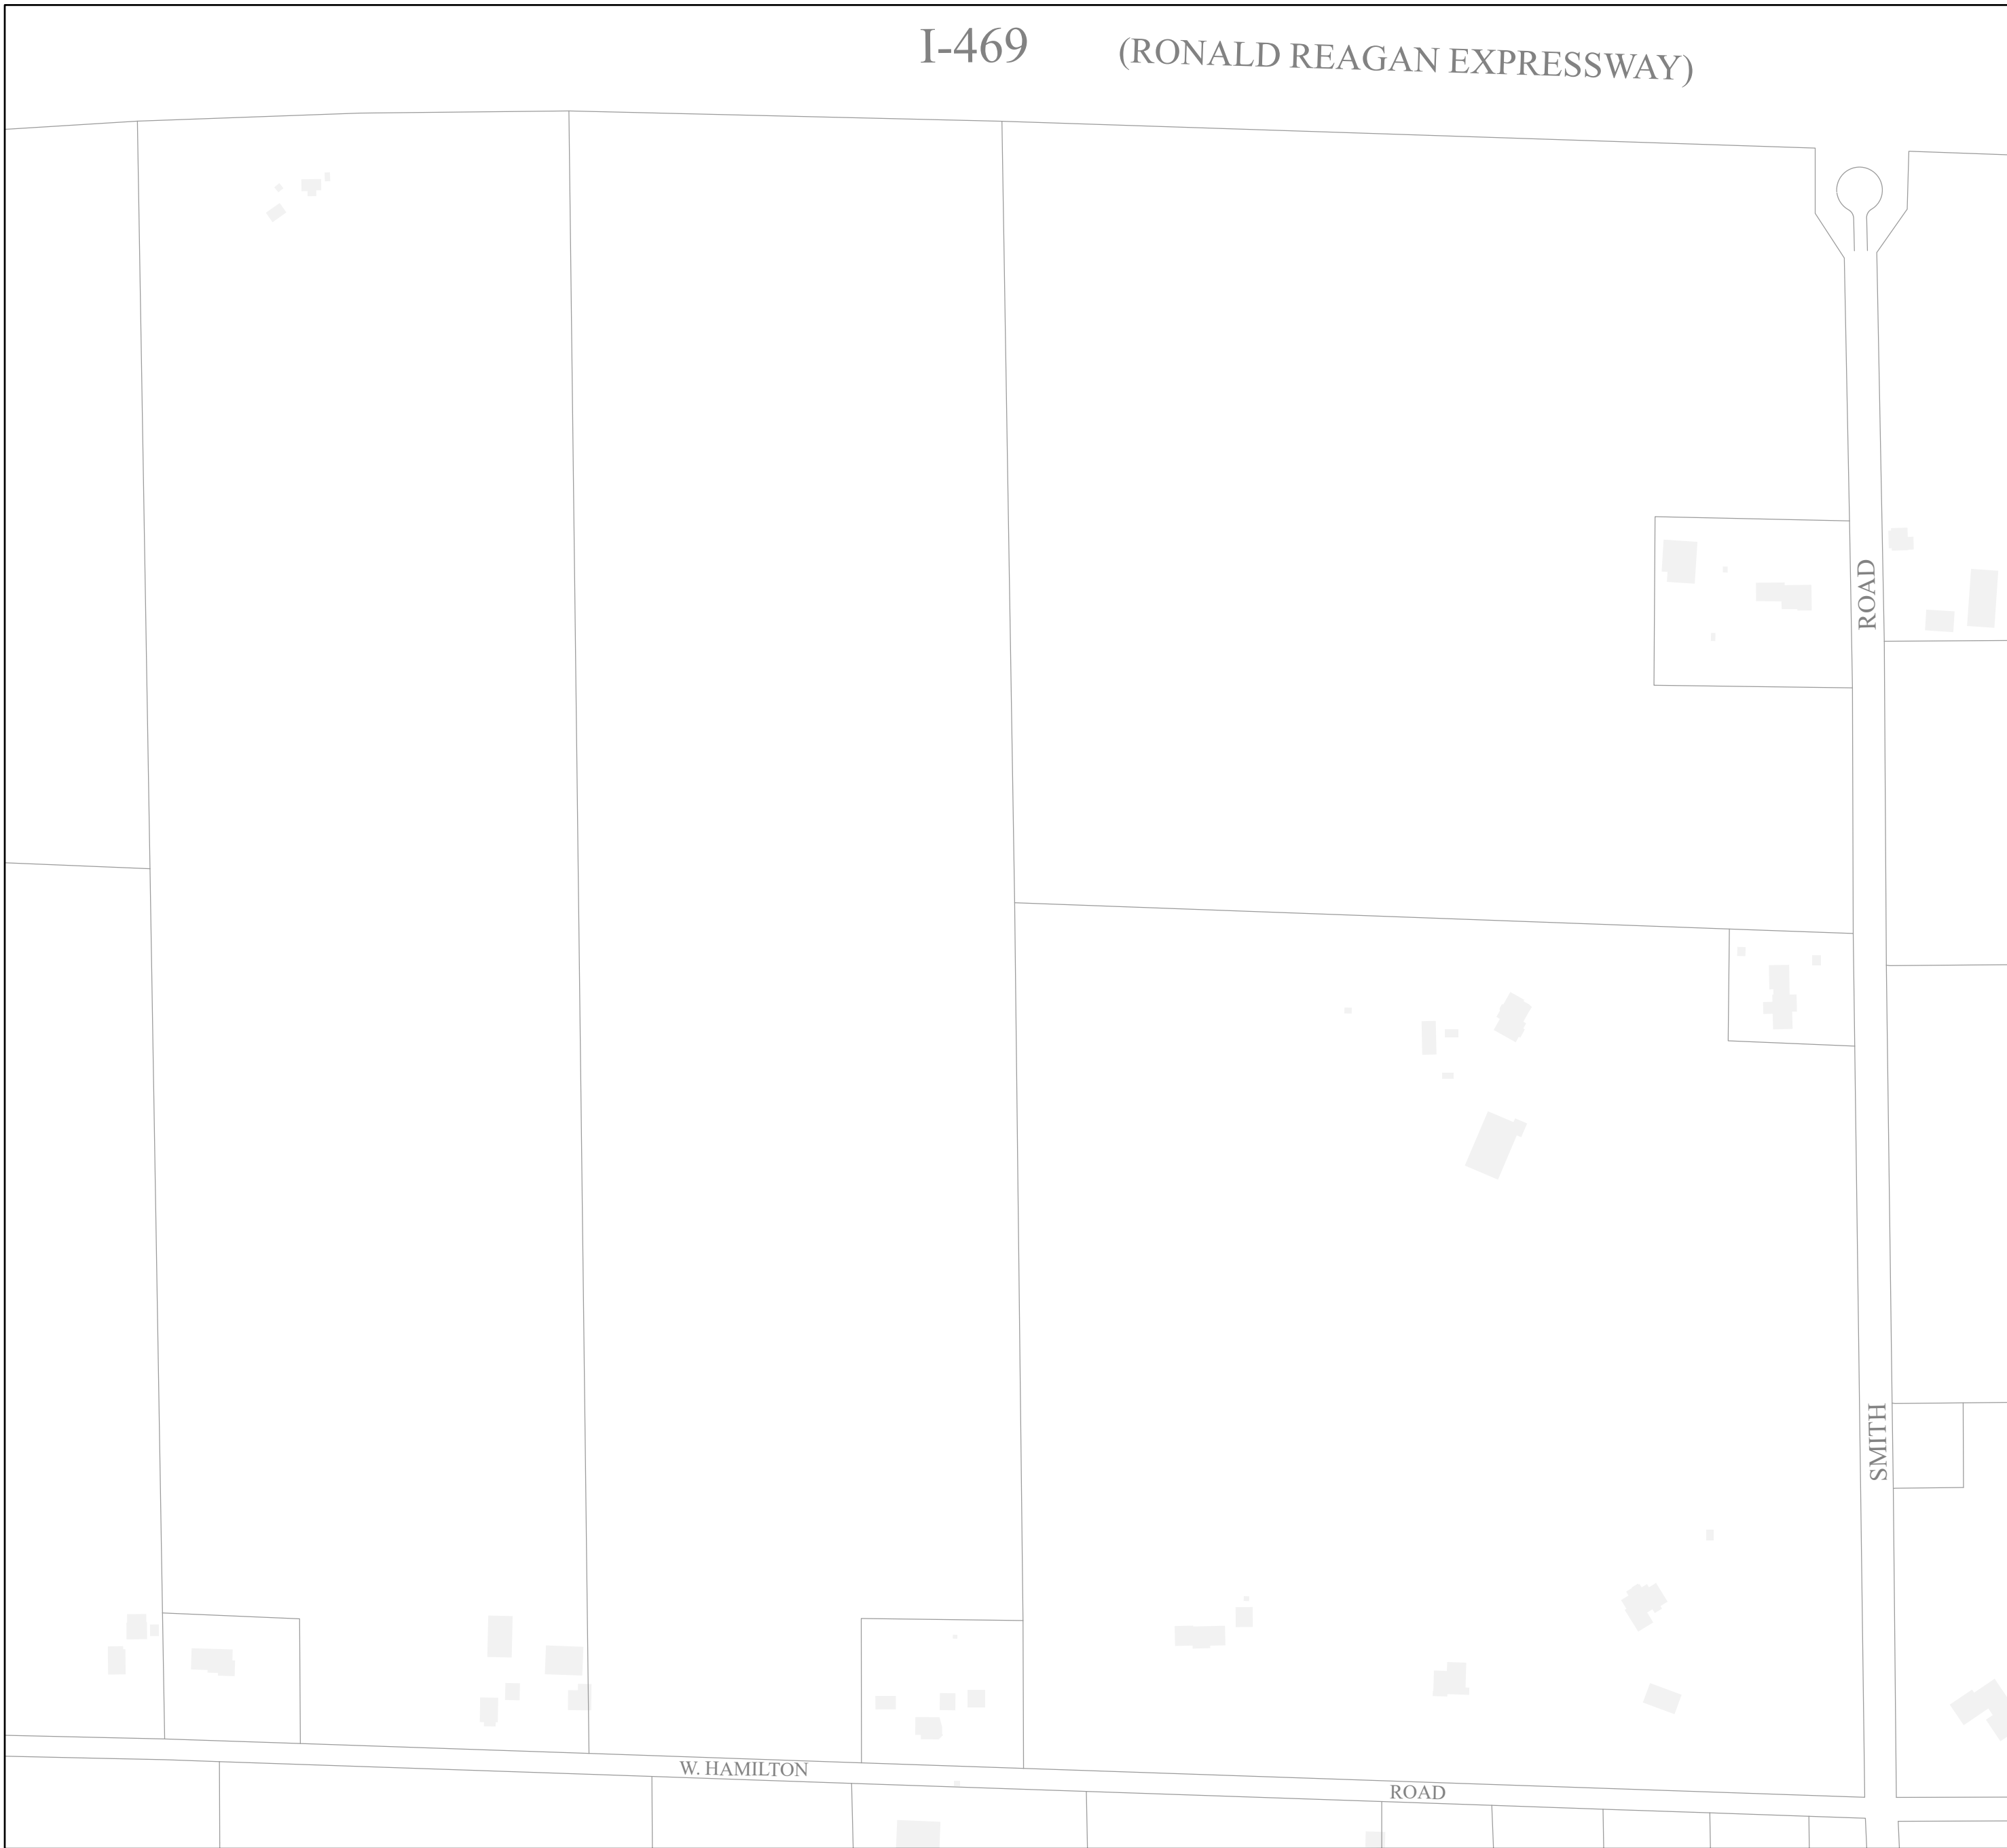 I-469 (RONALD REAGAN EXPRESSWAY)
ROAD
SMITH
W. HAMILTON
ROAD